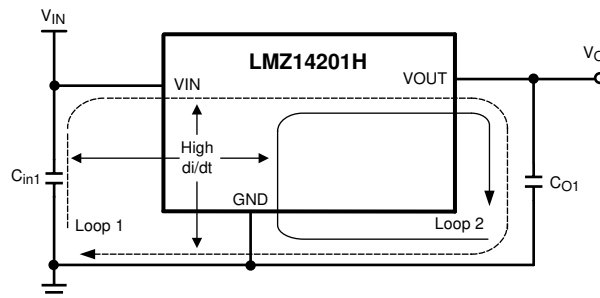 VIN
LMZ14201H
VIN
VOUT
High
di/dt
Cin1
GND
CO1
Loop 1
Loop 2